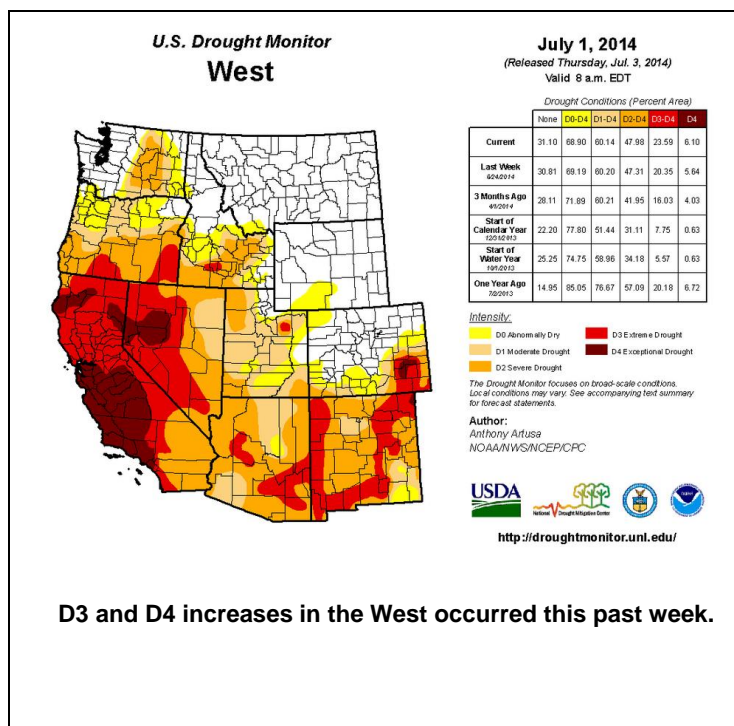 U.S. Drought Monitor
West
July 1, 2014
(Released Thursday, Jul. 3, 2014)
Valid 8 a.m. EDT
Drought Conditions (Percent Area)
None D0-D4 D1-D4 D2-D4 D3-D4 D4
Current 31.10 68.90 60.14 47.98 23.59 6.10
Last Week 30.81 69.19 60.20 47.31 20.35 5.64
6/24/2014
3 Months Ago 28.11 71.89 60.21 41.95 16.03 4.03
4/1/2014
Start of
Calendar Year 22.20 77.80 51.44 31.11 7.75 0.63
12/31/2013
Start of
Water Year 25.25 74.75 58.96 34.18 5.57 0.63
10/1/2013
One Year Ago 14.95 85.05 76.67 57.09 20.18 6.72
7/2/2013
Intensity:
D0 Abnormally Dry
D1 Moderate Drought
D2 Severe Drought
D3 Extreme Drought
D4 Exceptional Drought
The Drought Monitor focuses on broad-scale conditions.
Local conditions may vary. See accompanying text summary
for forecast statements.
Author:
Anthony Artusa
NOAA/NWS/NCEP/CPC
USDA
National Drought Mitigation Center
http://droughtmonitor.unl.edu/
D3 and D4 increases in the West occurred this past week.